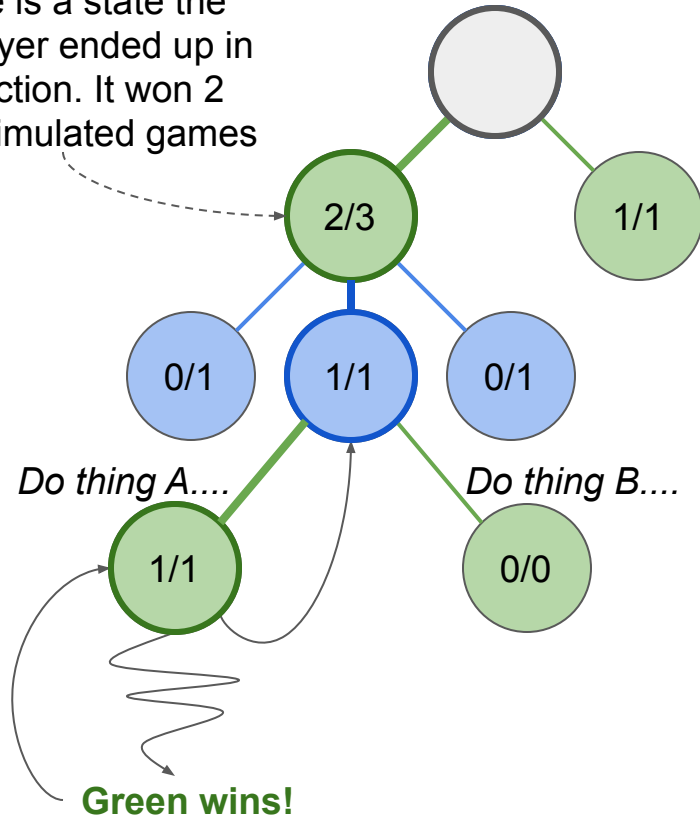 is a state the
yer ended up in
ction. It won 2
imulated games
2/3
1/1
0/1
1/1
0/1
Do thing A....
Do thing B....
1/1
0/0
Green wins!